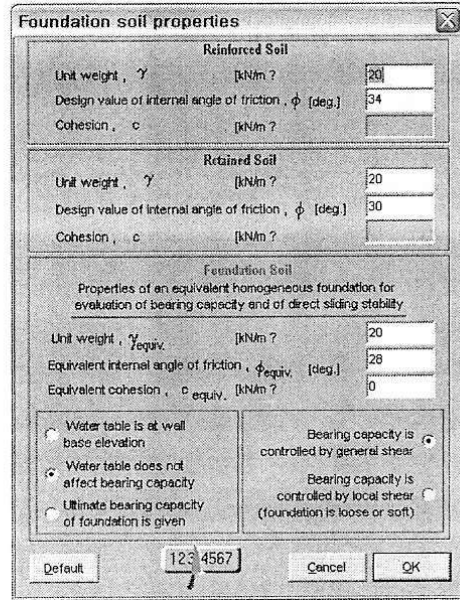 Foundation soil properties
Reinforced Soil
Unit weight , γ [kN/m ? 20
Design value of internal angle of friction , ϕ [deg.] 34
Cohesion , c [kN/m ?
Retained Soil
Unit weight , γ [kN/m ? 20
Design value of internal angle of friction , ϕ [deg.] 30
Cohesion , c [kN/m ?
Foundation Soil
Properties of an equivalent homogeneous foundation for
evaluation of bearing capacity and of direct sliding stability
Unit weight , γ equiv. [kN/m ? 20
Equivalent internal angle of friction , ϕ equiv. [deg.] 28
Equivalent cohesion , c equiv. [kN/m ? 0
Water table is at wall
base elevation
Water table does not
affect bearing capacity
Ultimate bearing capacity
of foundation is given
Bearing capacity is
controlled by general shear
Bearing capacity is
controlled by local shear
(foundation is loose or soft)
Default
123 4567
Cancel
OK